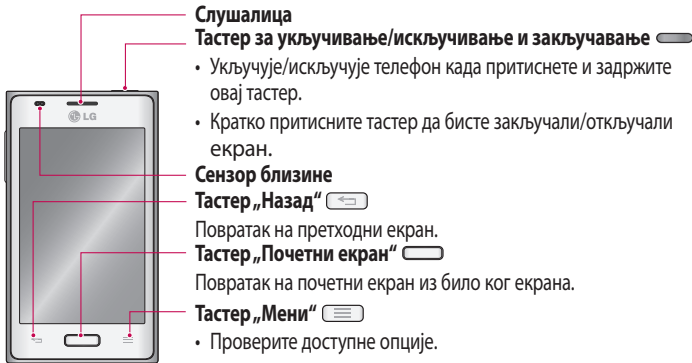 Слушалица
Тастер за укључивање/искључивање и закључавање
• Укључује/искључује телефон када притиснете и задржите
овај тастер.
• Кратко притисните тастер да бисте закључали/откључали
екран.
Сензор близине
Тастер „Назад“
Повратак на претходни екран.
Тастер „Почетни екран“
Повратак на почетни екран из било ког екрана.
Тастер „Мени“
• Проверите доступне опције.
LG